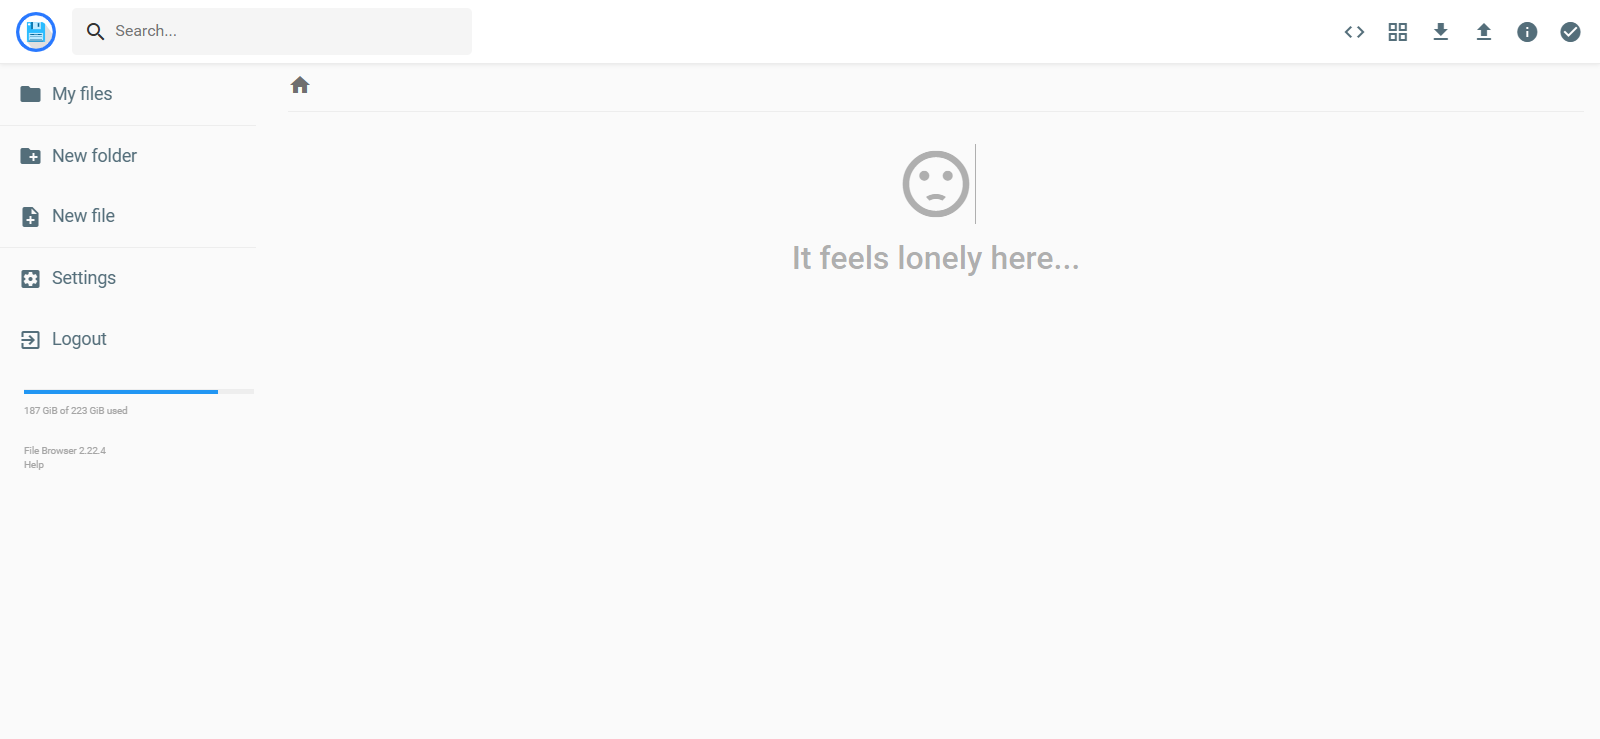 Search...
My files
New folder
New file
Settings
Logout
187 GiB of 223 GiB used
File Browser 2.22.4
Help
It feels lonely here...